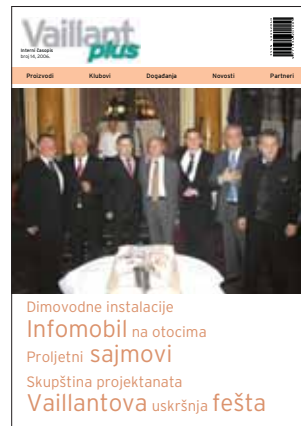 Vaillant
plus
Interni časopis
broj 14, 2006.
Proizvodi Klubovi Događanja Novosti Partneri
Dimovodne instalacije
Infomobil na otocima
Proljetni sajmovi
Skupština projektanata
Vaillantova uskršnja fešta